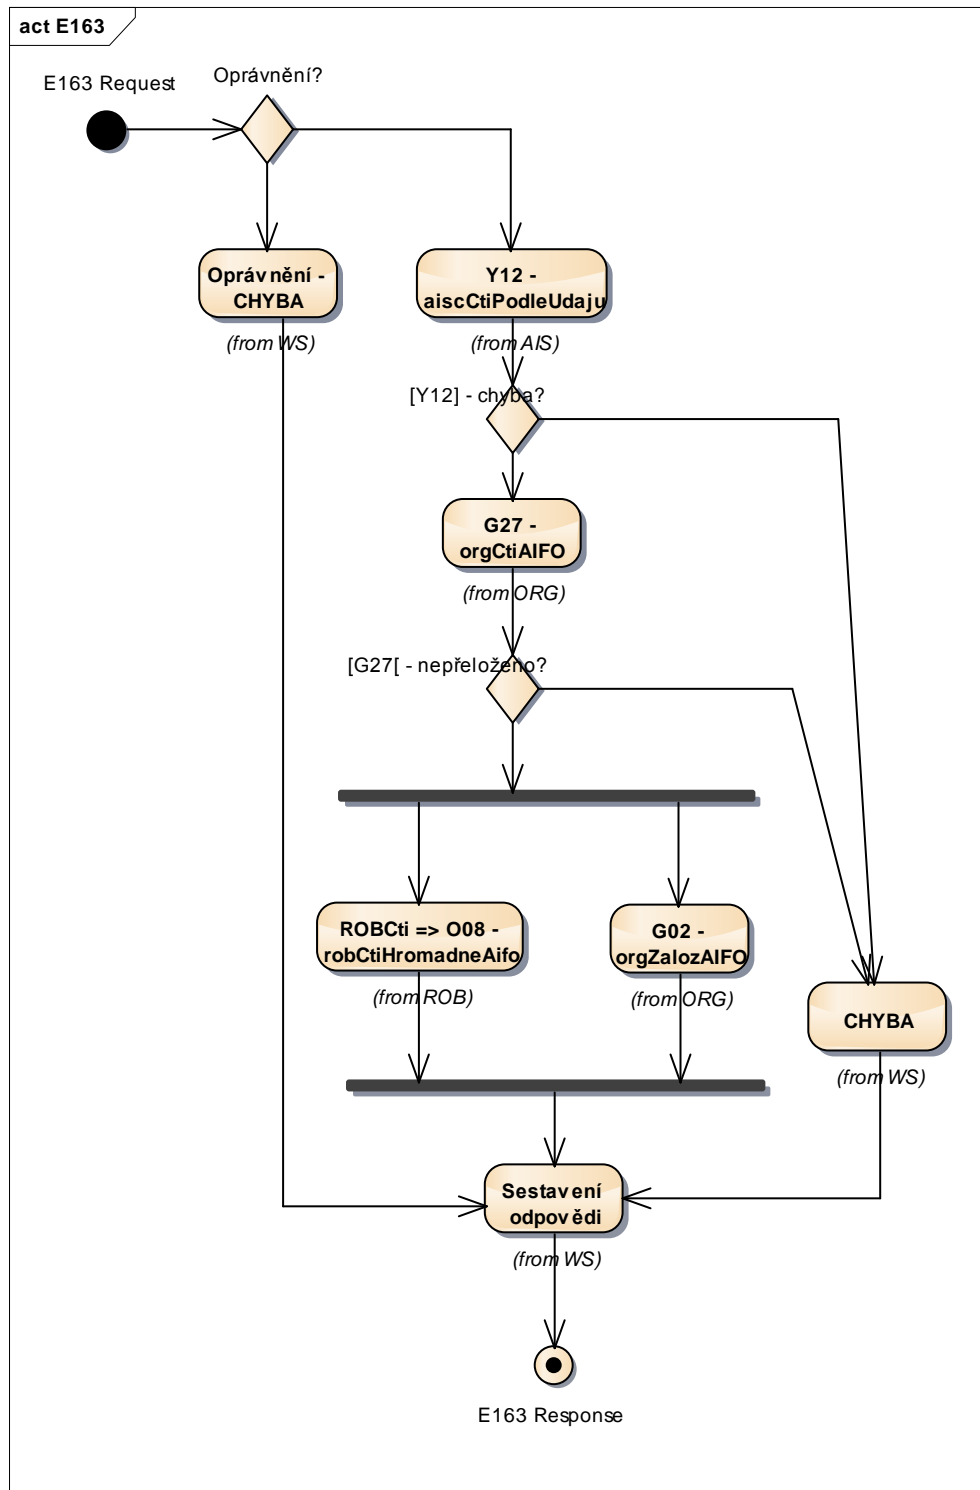 act E163
Oprávnění?
E163 Request
Oprávnění -
CHYBA
(from WS)
Y12 -
aiscCtiPodleUdaju
(from AIS)
[Y12] - chyba?
G27 -
orgCtiAIFO
(from ORG)
[G27[ - nepřeloženo?
ROBCti => O08 -
robCtiHromadneAifo
(from ROB)
G02 -
orgZalozAIFO
(from ORG)
CHYBA
(from WS)
Sestavení
odpovědi
(from WS)
E163 Response